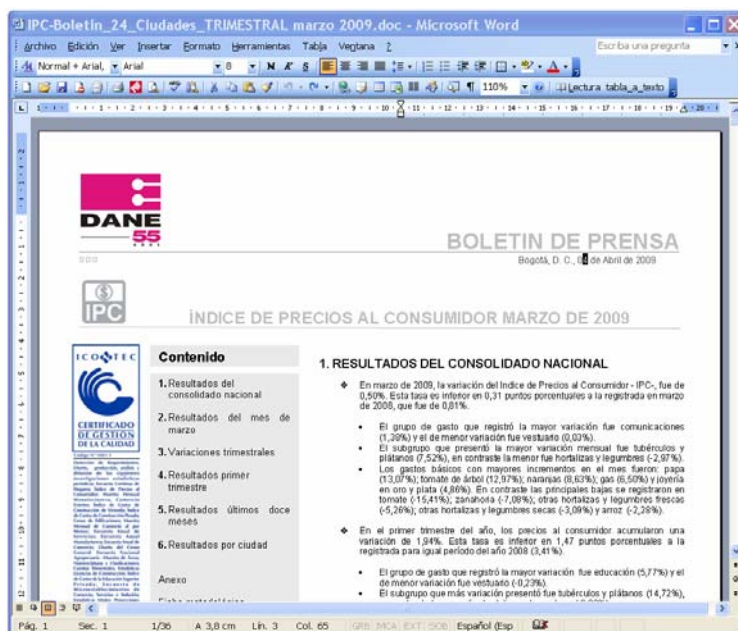 IPC-Boletin_24_Ciudades_TRIMESTRAL marzo 2009.doc - Microsoft Word
Archivo Edición Ver Insertar Formato Herramientas Tabla Ventana ?
Escriba una pregunta
Normal + Arial, Arial 8 N K S
110% Lectura tabla_a_texto
DANE
55
BOLETIN DE PRENSA
Bogotá, D. C., 04 de Abril de 2009
IPC
ÍNDICE DE PRECIOS AL CONSUMIDOR MARZO DE 2009
ICONTEC
CERTIFICADO
DE GESTIÓN
DE LA CALIDAD
Contenido
1. Resultados del
consolidado nacional
2. Resultados del mes de
marzo
3. Variaciones trimestrales
4. Resultados primer
trimestre
5. Resultados últimos doce
meses
6. Resultados por ciudad
Anexo
Ficha metodológica
1. RESULTADOS DEL CONSOLIDADO NACIONAL
En marzo de 2009, la variación del Indice de Precios al Consumidor - IPC-, fue de
0,50%. Esta tasa es inferior en 0,31 puntos porcentuales a la registrada en marzo
de 2008, que fue de 0,81%.
El grupo de gasto que registró la mayor variación fue comunicaciones
(1,39%) y el de menor variación fue vestuario (0,03%).
El subgrupo que presentó la mayor variación mensual fue tubérculos y
plátanos (7,52%), en contraste la menor fue hortalizas y legumbres (-2,97%).
Los gastos básicos con mayores incrementos en el mes fueron: papa
(13,07%); tomate de árbol (12,97%); naranjas (8,63%); gas (6,50%) y joyería
en oro y plata (4,86%). En contraste las principales bajas se registraron en
tomate (-15,41%); zanahoria (-7,08%); otras hortalizas y legumbres frescas
(-5,26%); otras hortalizas y legumbres secas (-3,09%) y arroz (-2,28%).
En el primer trimestre del año, los precios al consumidor acumularon una
variación de 1,94%. Esta tasa es inferior en 1,47 puntos porcentuales a la
registrada para igual período del año 2008 (3,41%).
El grupo de gasto que registró la mayor variación fue educación (5,77%) y el
de menor variación fue vestuario (-0,23%).
El subgrupo que más variación presentó fue tubérculos y plátanos (14,72%),
Pág. 1 Sec. 1 1/36 A 3,8 cm Lín. 3 Col. 65 GRB MCA EXT SOB Español (Esp